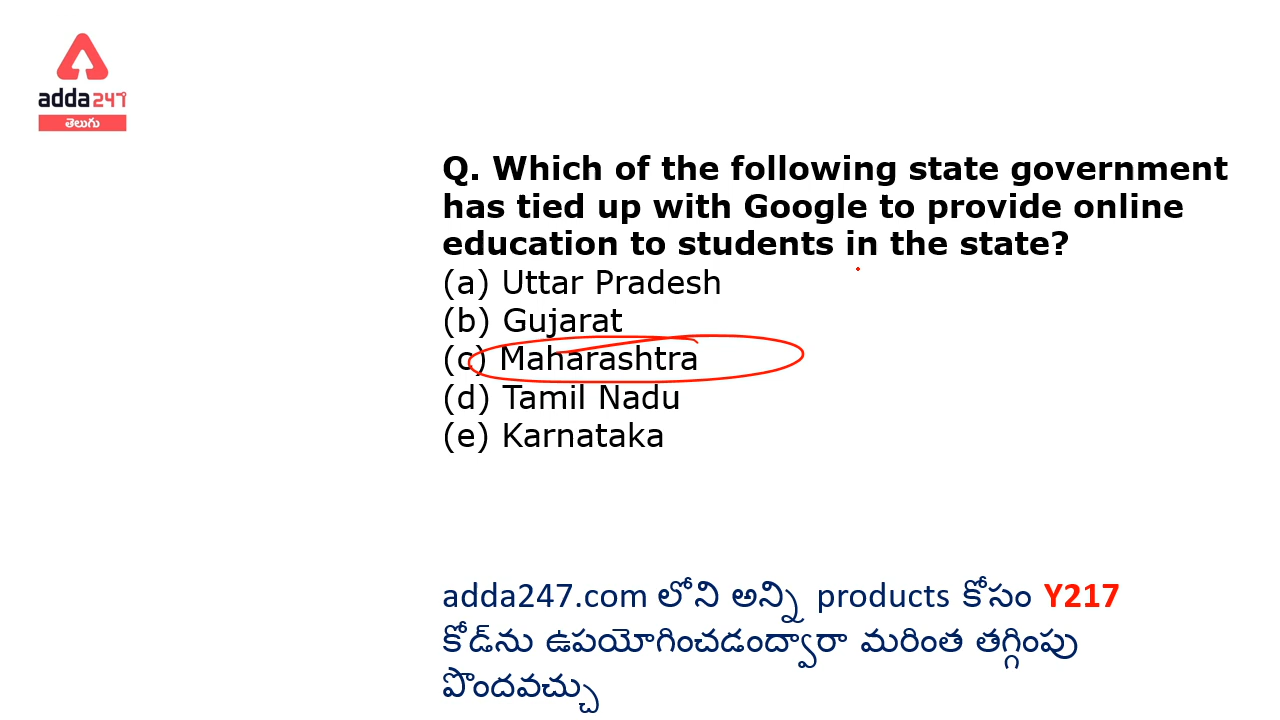 adda247
తెలుగు
Q. Which of the following state government
has tied up with Google to provide online
education to students in the state?
(a) Uttar Pradesh
(b) Gujarat
(c) Maharashtra
(d) Tamil Nadu
(e) Karnataka
adda247.com లోని అన్ని products కోసం Y217
కోడ్‌ను ఉపయోగించడంద్వారా మరింత తగ్గింపు
పొందవచ్చు